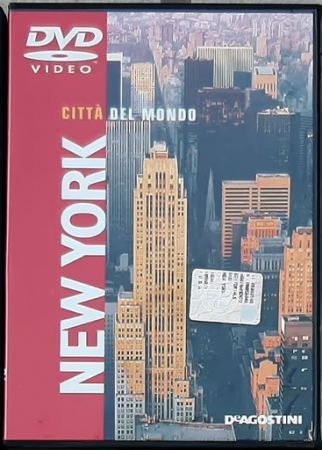 DVD
VIDEO
CITTÀ DEL MONDO
NEW YORK
DEAGOSTINI